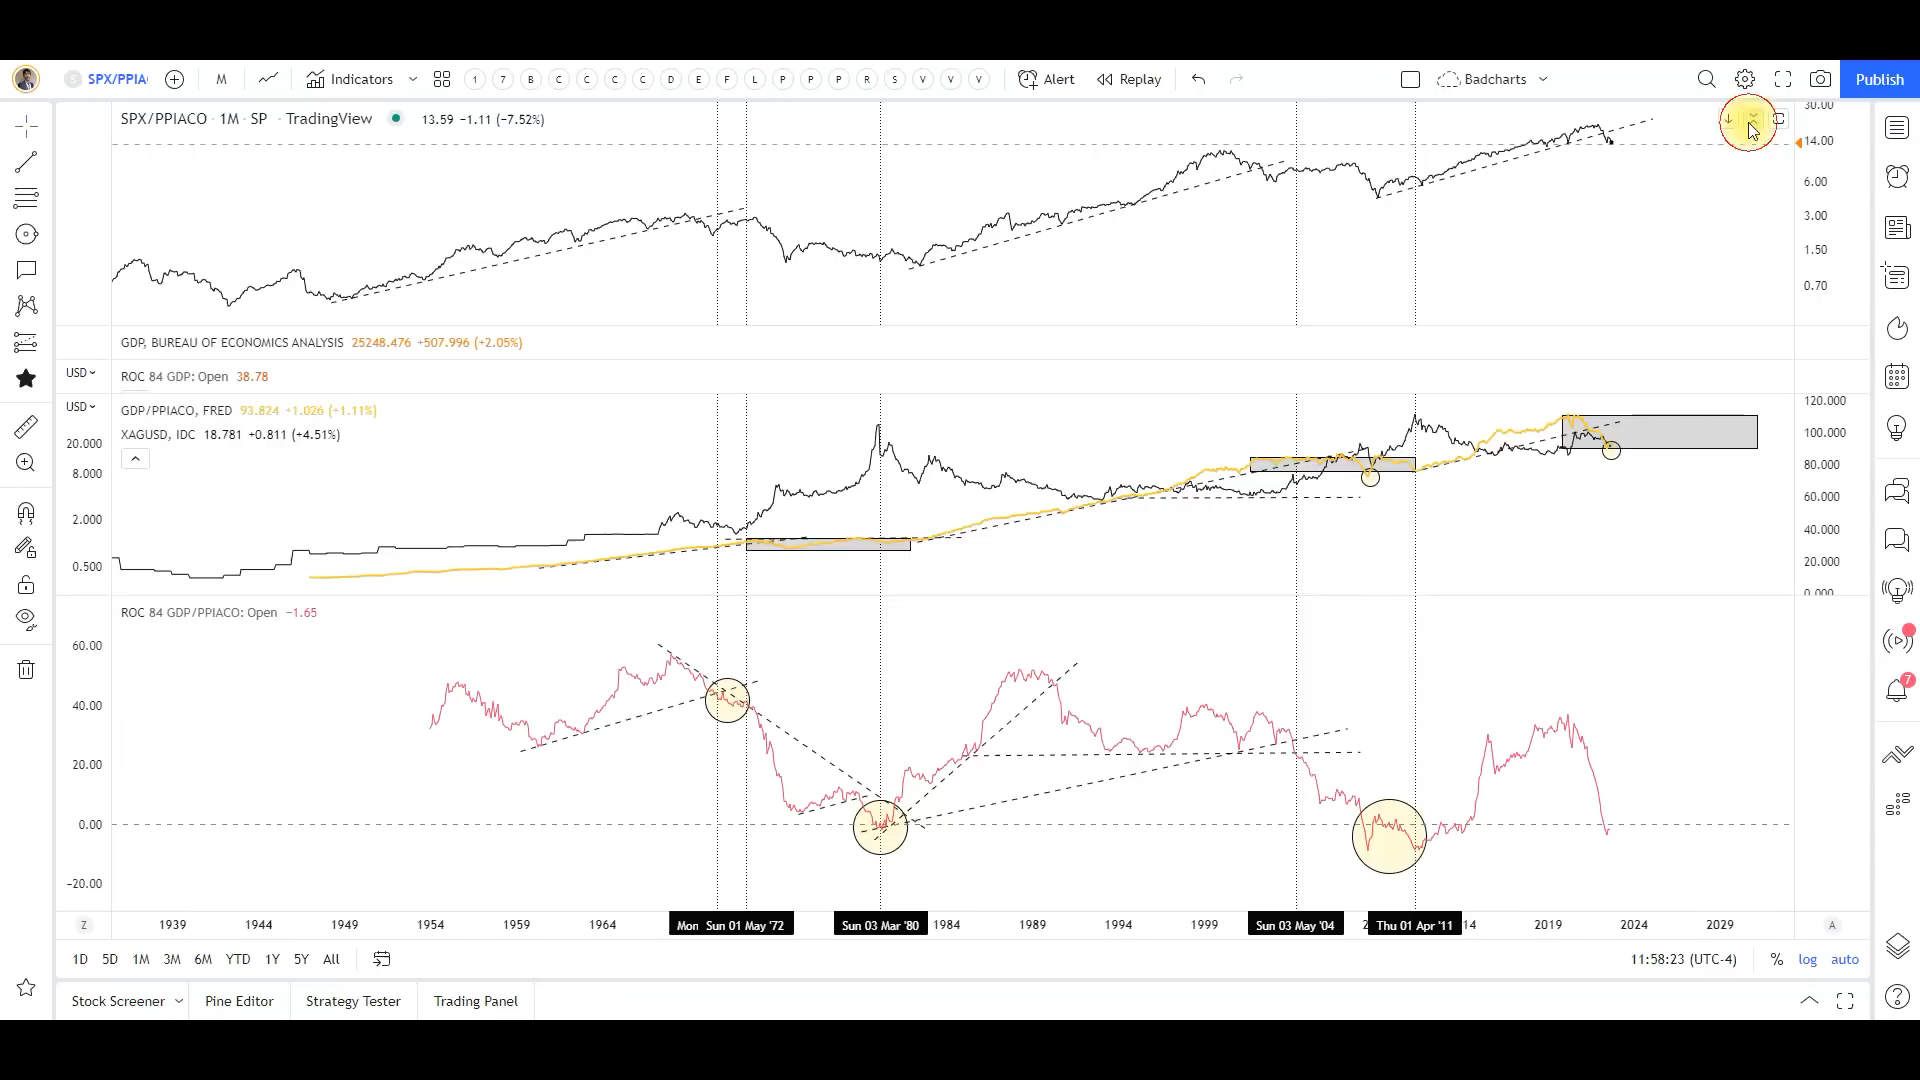 SPX/PPIA M Indicators 1 7 B C C C C D E F L P P P R S V V V Alert Replay Badcharts Publish
SPX/PPIACO · 1M · SP · TradingView 13.59 −1.11 (−7.52%)
30.00
14.00
6.00
3.00
1.50
0.70
GDP, BUREAU OF ECONOMICS ANALYSIS 25248.476 +507.996 (+2.05%)
USD ROC 84 GDP: Open 38.78
USD GDP/PPIACO, FRED 93.824 +1.026 (+1.11%)
XAGUSD, IDC 18.781 +0.811 (+4.51%)
20.000
8.000
2.000
0.500
120.000
100.000
80.000
60.000
40.000
20.000
0.000
ROC 84 GDP/PPIACO: Open −1.65
60.00
40.00
20.00
0.00
−20.00
Z 1939 1944 1949 1954 1959 1964 Mon Sun 01 May '72 Sun 03 Mar '80 1984 1989 1994 1999 Sun 03 May '04 2 Thu 01 Apr '11 14 2019 2024 2029 A
1D 5D 1M 3M 6M YTD 1Y 5Y All 11:58:23 (UTC-4) % log auto
Stock Screener Pine Editor Strategy Tester Trading Panel
7